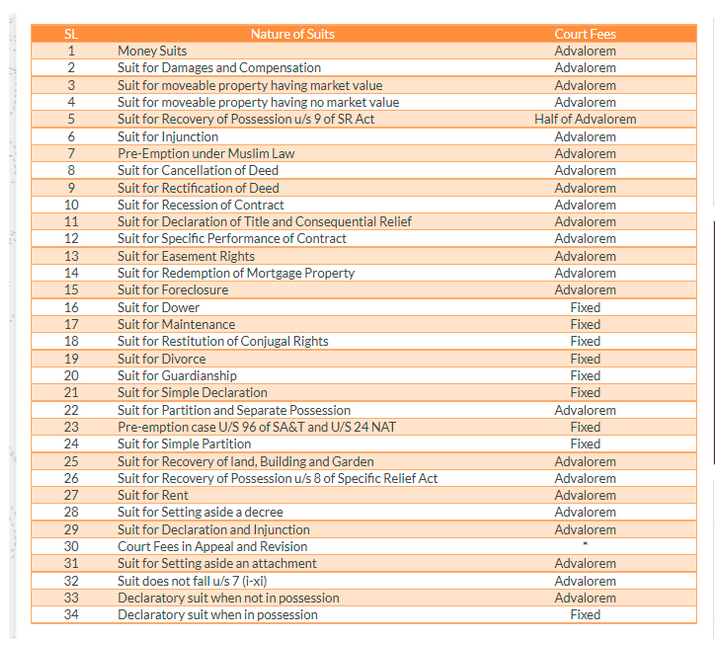 SL Nature of Suits Court Fees
1 Money Suits Advalorem
2 Suit for Damages and Compensation Advalorem
3 Suit for moveable property having market value Advalorem
4 Suit for moveable property having no market value Advalorem
5 Suit for Recovery of Possession u/s 9 of SR Act Half of Advalorem
6 Suit for Injunction Advalorem
7 Pre-Emption under Muslim Law Advalorem
8 Suit for Cancellation of Deed Advalorem
9 Suit for Rectification of Deed Advalorem
10 Suit for Recession of Contract Advalorem
11 Suit for Declaration of Title and Consequential Relief Advalorem
12 Suit for Specific Performance of Contract Advalorem
13 Suit for Easement Rights Advalorem
14 Suit for Redemption of Mortgage Property Advalorem
15 Suit for Foreclosure Advalorem
16 Suit for Dower Fixed
17 Suit for Maintenance Fixed
18 Suit for Restitution of Conjugal Rights Fixed
19 Suit for Divorce Fixed
20 Suit for Guardianship Fixed
21 Suit for Simple Declaration Fixed
22 Suit for Partition and Separate Possession Advalorem
23 Pre-emption case U/S 96 of SA&T and U/S 24 NAT Fixed
24 Suit for Simple Partition Fixed
25 Suit for Recovery of land, Building and Garden Advalorem
26 Suit for Recovery of Possession u/s 8 of Specific Relief Act Advalorem
27 Suit for Rent Advalorem
28 Suit for Setting aside a decree Advalorem
29 Suit for Declaration and Injunction Advalorem
30 Court Fees in Appeal and Revision *
31 Suit for Setting aside an attachment Advalorem
32 Suit does not fall u/s 7 (i-xi) Advalorem
33 Declaratory suit when not in possession Advalorem
34 Declaratory suit when in possession Fixed